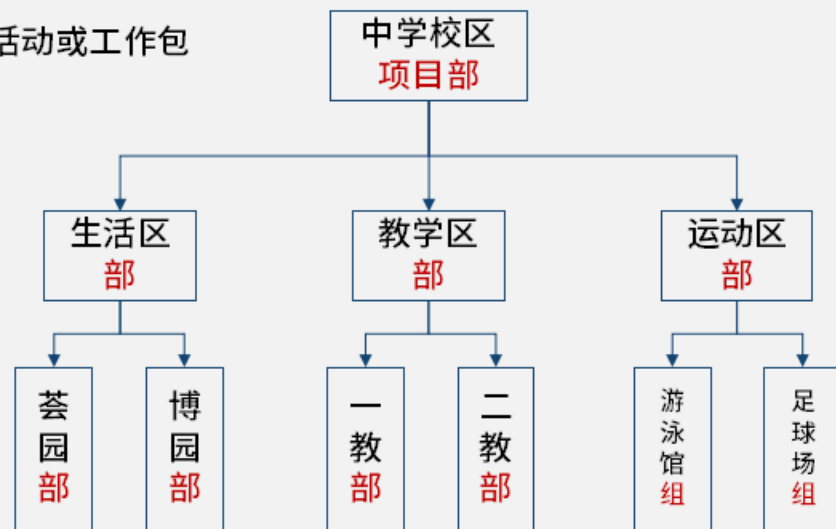 活动或工作包
中学校区
项目部
生活区
部
教学区
部
运动区
部
荟园部
博园部
一教部
二教部
游泳馆组
足球场组